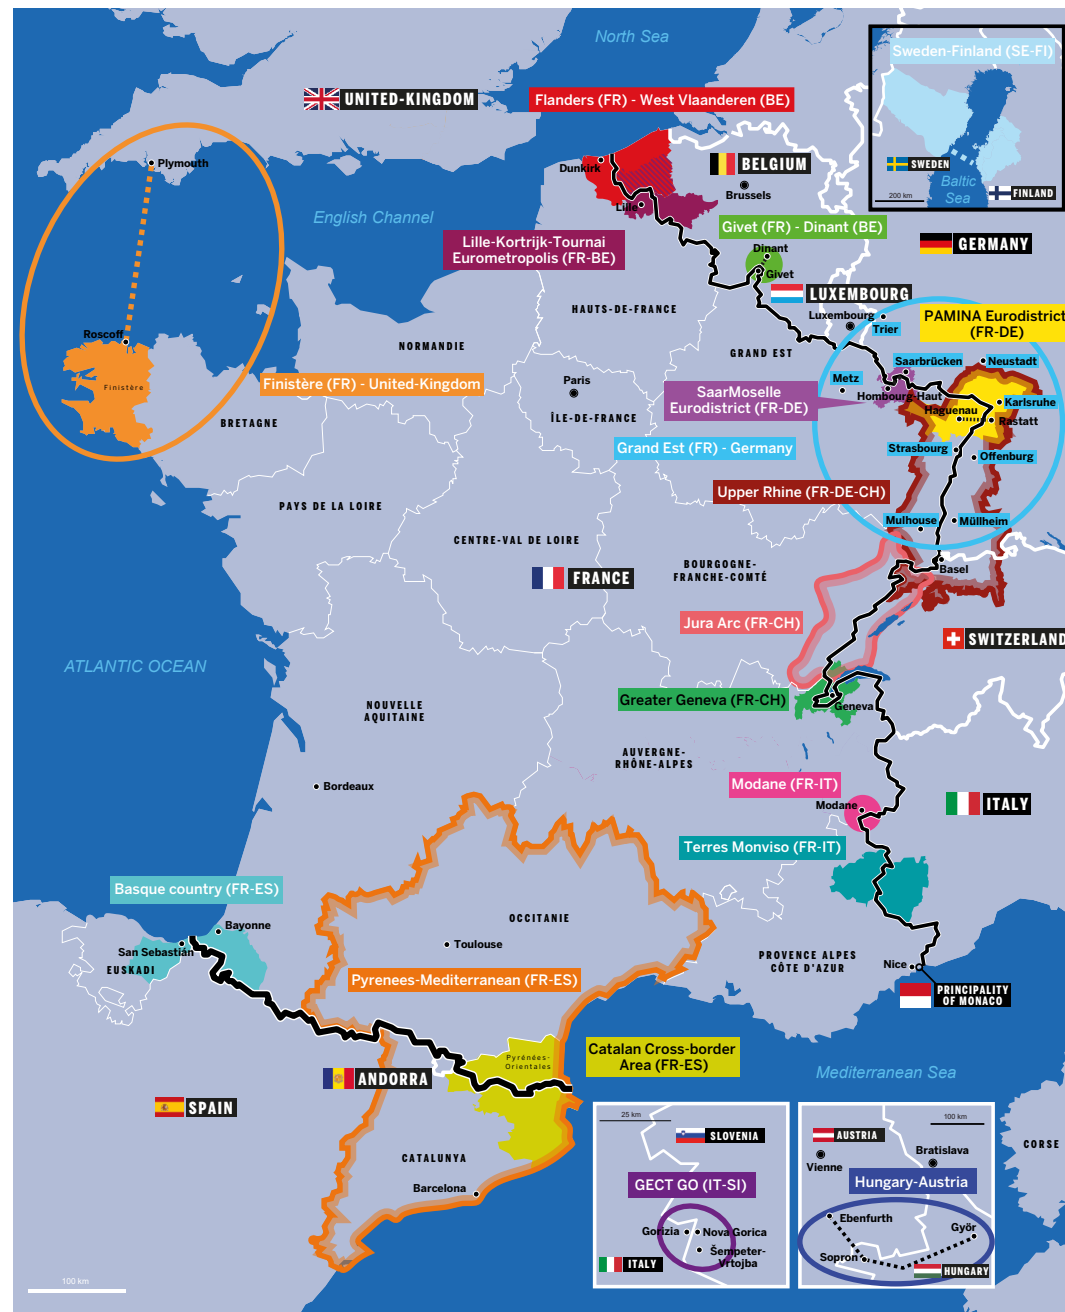 North Sea
Sweden-Finland (SE-FI)
UNITED-KINGDOM
Flanders (FR) - West Vlaanderen (BE)
Plymouth
Dunkirk
BELGIUM
Brussels
SWEDEN
Baltic
Sea
200 km
FINLAND
Lille
English Channel
Givet (FR) - Dinant (BE)
Lille-Kortrijk-Tournai
Eurometropolis (FR-BE)
Dinant
Givet
GERMANY
LUXEMBOURG
HAUTS-DE-FRANCE
Luxembourg
Trier
PAMINA Eurodistrict
(FR-DE)
Roscoff
NORMANDIE
GRAND EST
Saarbrücken
Neustadt
Finistère
Finistère (FR) - United-Kingdom
Paris
Metz
SaarMoselle
Eurodistrict (FR-DE)
Hombourg-Haut
Karlsruhe
Haguenau
Rastatt
BRETAGNE
ÎLE-DE-FRANCE
Grand Est (FR) - Germany
Strasbourg
Offenburg
Upper Rhine (FR-DE-CH)
PAYS DE LA LOIRE
Mulhouse
Müllheim
CENTRE-VAL DE LOIRE
BOURGOGNE-
FRANCHE-COMTÉ
Basel
FRANCE
Jura Arc (FR-CH)
SWITZERLAND
ATLANTIC OCEAN
Greater Geneva (FR-CH)
Geneva
NOUVELLE
AQUITAINE
AUVERGNE-
RHÔNE-ALPES
Bordeaux
Modane (FR-IT)
Modane
ITALY
Terres Monviso (FR-IT)
Basque country (FR-ES)
Bayonne
OCCITANIE
San Sebastián
EUSKADI
Toulouse
PROVENCE ALPES
CÔTE D'AZUR
Nice
Pyrenees-Mediterranean (FR-ES)
PRINCIPALITY
OF MONACO
Catalan Cross-border
Area (FR-ES)
Pyrénées-
Orientales
ANDORRA
Mediterranean Sea
SPAIN
25 km
100 km
SLOVENIA
AUSTRIA
CORSE
CATALUNYA
Vienne
Bratislava
Barcelona
GECT GO (IT-SI)
Hungary-Austria
Gorizia
Nova Gorica
Šempeter-
Vrtojba
ITALY
Ebenfurth
Györ
Sopron
HUNGARY
100 km